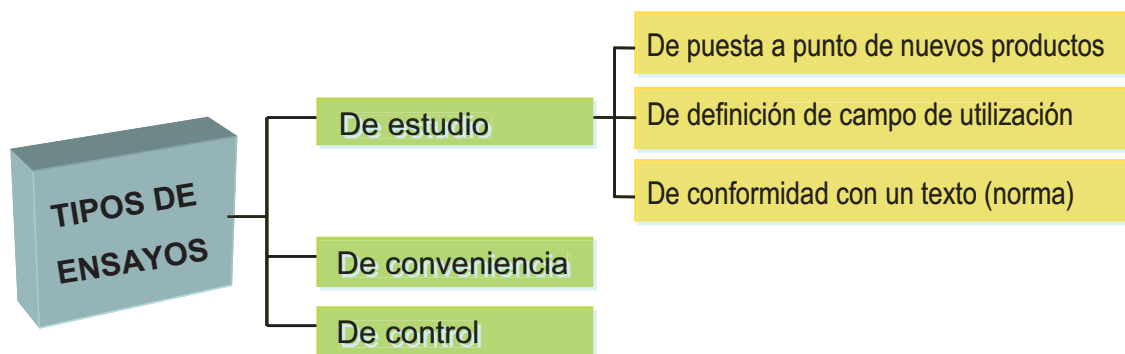 TIPOS DE
ENSAYOS
De estudio
De puesta a punto de nuevos productos
De definición de campo de utilización
De conformidad con un texto (norma)
De conveniencia
De control